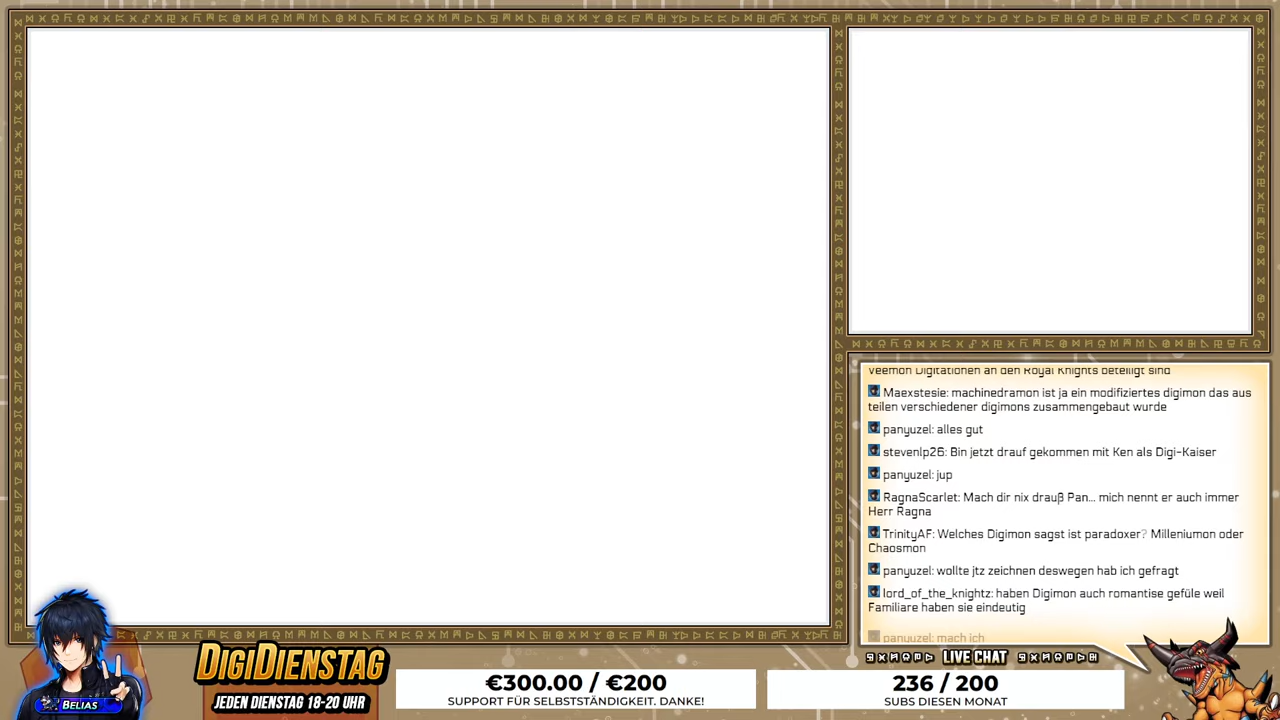 Veemon Digitationen an den Royal Knights beteiligt sind
Maexstesie: machinedramon ist ja ein modifiziertes digimon das aus
teilen verschiedener digimons zusammengebaut wurde
panyuzel: alles gut
stevenlp26: Bin jetzt drauf gekommen mit Ken als Digi-Kaiser
panyuzel: jup
RagnaScarlet: Mach dir nix drauß Pan... mich nennt er auch immer
Herr Ragna
TrinityAF: Welches Digimon sagst ist paradoxer? Milleniumon oder
Chaosmon
panyuzel: wollte jtz zeichnen deswegen hab ich gefragt
lord_of_the_knightz: haben Digimon auch romantise gefüle weil
Familiare haben sie eindeutig
panyuzel: mach ich
LIVE CHAT
BELIAS
DIGIDIENSTAG
JEDEN DIENSTAG 18-20 UHR
€300.00 / €200
SUPPORT FÜR SELBSTSTÄNDIGKEIT. DANKE!
236 / 200
SUBS DIESEN MONAT